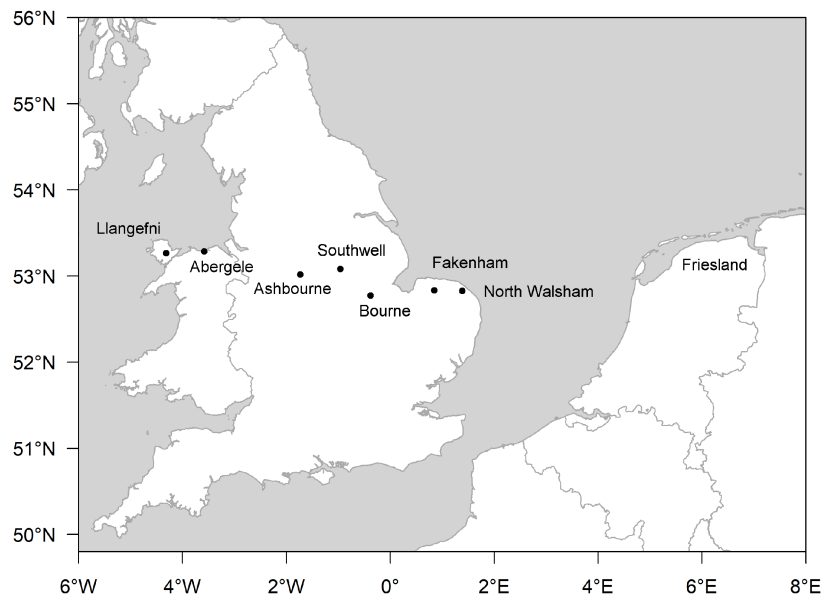 56°N
55°N
54°N
53°N
52°N
51°N
50°N
Llangefni
Abergele
Ashbourne
Southwell
Bourne
Fakenham
North Walsham
Friesland
6°W
4°W
2°W
0°
2°E
4°E
6°E
8°E